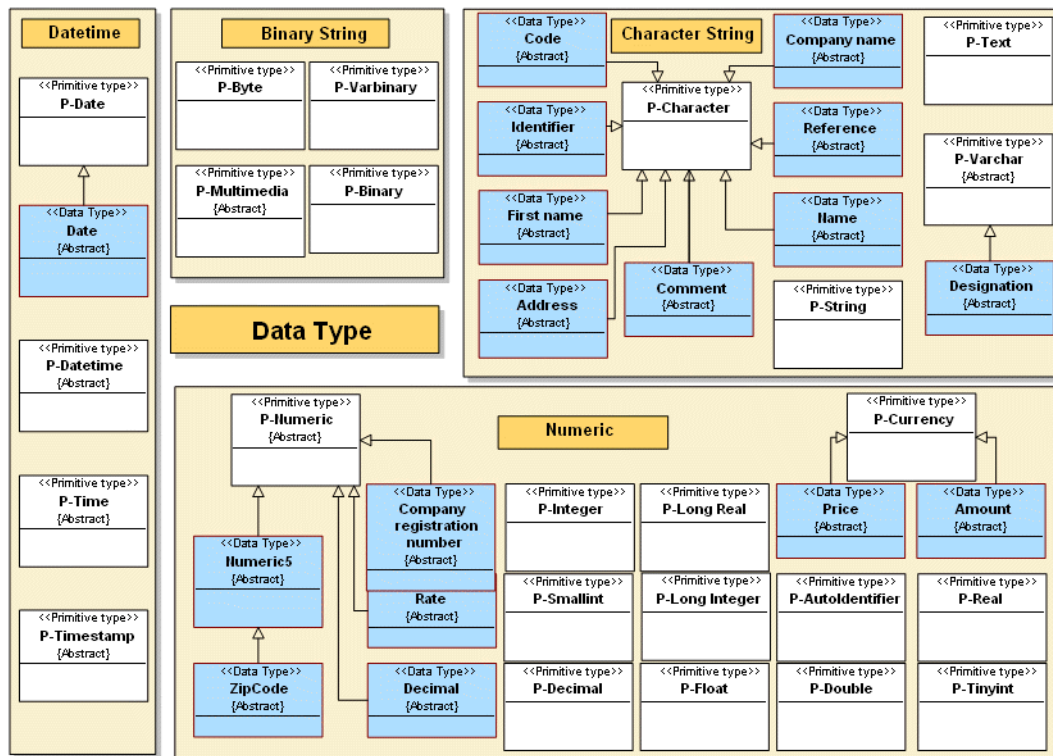 Datetime
<<Primitive type>>
P-Date
<<Data Type>>
Date
{Abstract}
<<Primitive type>>
P-Datetime
{Abstract}
<<Primitive type>>
P-Time
{Abstract}
<<Primitive type>>
P-Timestamp
{Abstract}
Binary String
<<Primitive type>>
P-Byte
<<Primitive type>>
P-Varbinary
<<Primitive type>>
P-Multimedia
{Abstract}
<<Primitive type>>
P-Binary
Data Type
Character String
<<Data Type>>
Code
{Abstract}
<<Data Type>>
Company name
{Abstract}
<<Primitive type>>
P-Text
<<Primitive type>>
P-Character
<<Data Type>>
Identifier
{Abstract}
<<Data Type>>
Reference
{Abstract}
<<Primitive type>>
P-Varchar
<<Data Type>>
First name
{Abstract}
<<Data Type>>
Name
{Abstract}
<<Data Type>>
Address
{Abstract}
<<Data Type>>
Comment
{Abstract}
<<Primitive type>>
P-String
<<Data Type>>
Designation
{Abstract}
Numeric
<<Primitive type>>
P-Numeric
{Abstract}
<<Primitive type>>
P-Currency
<<Data Type>>
Company
registration
number
{Abstract}
<<Primitive type>>
P-Integer
<<Primitive type>>
P-Long Real
<<Data Type>>
Price
{Abstract}
<<Data Type>>
Amount
{Abstract}
<<Data Type>>
Numeric5
{Abstract}
Rate
{Abstract}
<<Primitive type>>
P-Smallint
<<Primitive type>>
P-Long Integer
<<Primitive type>>
P-AutoIdentifier
<<Primitive type>>
P-Real
<<Data Type>>
ZipCode
{Abstract}
<<Data Type>>
Decimal
{Abstract}
<<Primitive type>>
P-Decimal
<<Primitive type>>
P-Float
<<Primitive type>>
P-Double
<<Primitive type>>
P-Tinyint